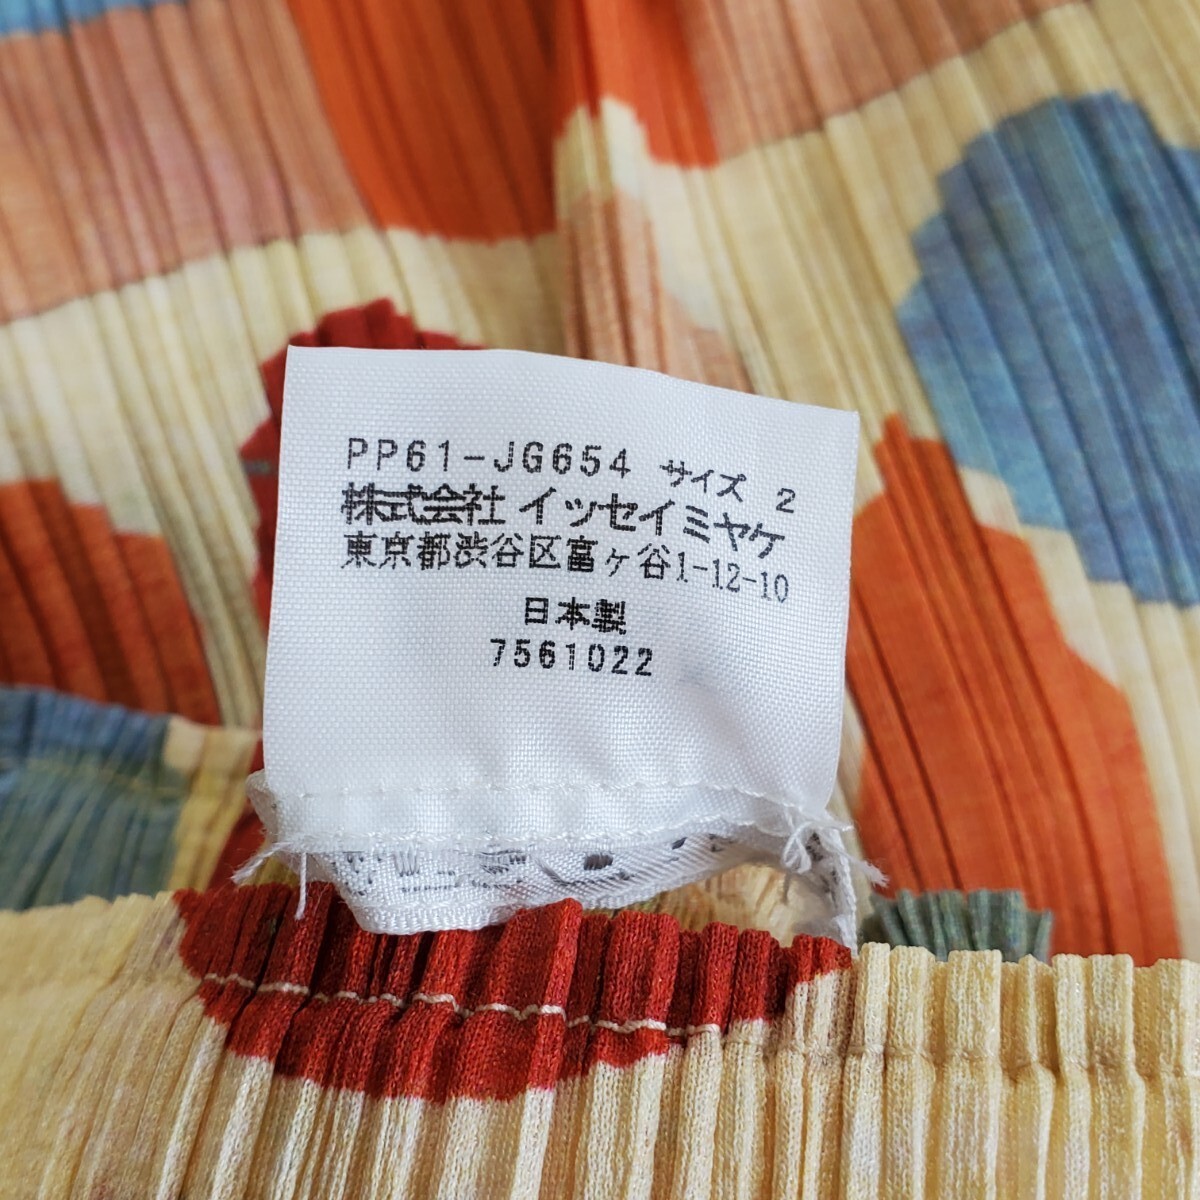 PP61-JG654 サイズ 2
株式会社 イッセイミヤケ
東京都渋谷区富ヶ谷1-12-10
日本製
7561022